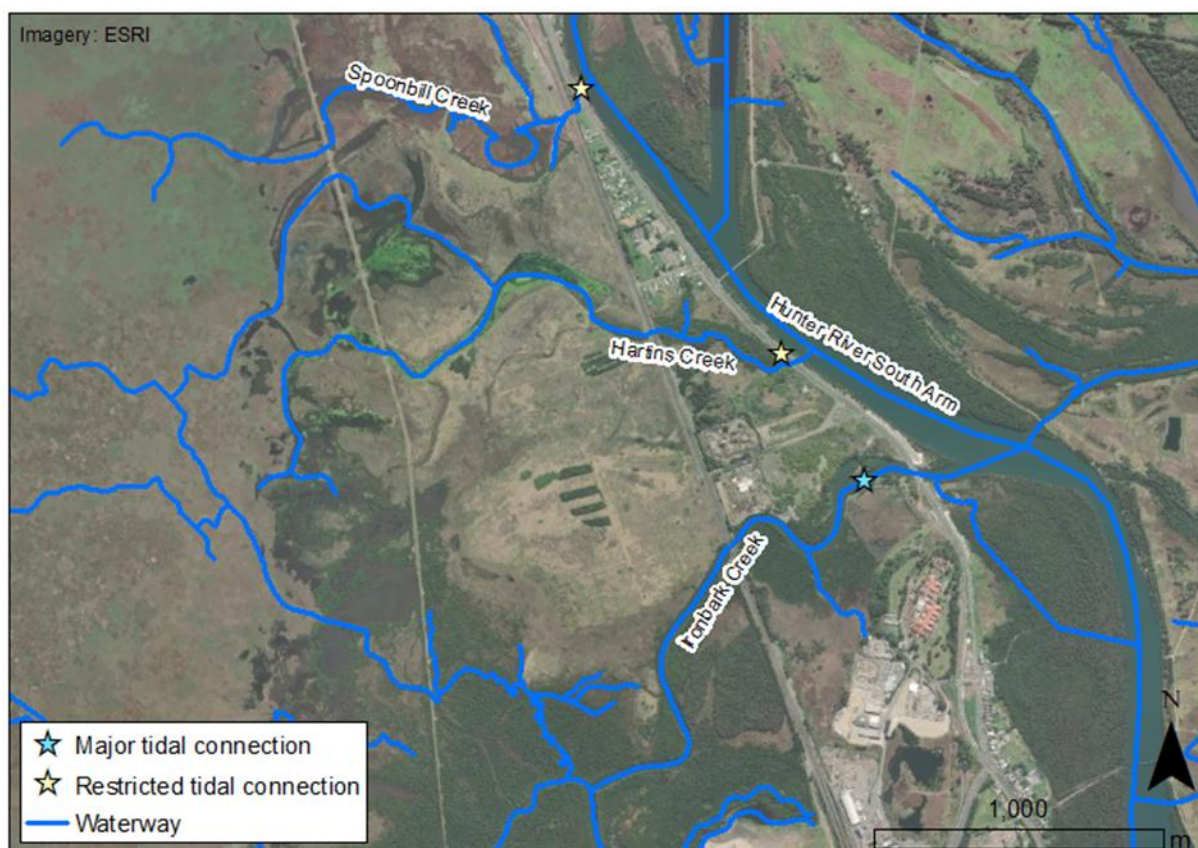 Imagery: ESRI
Spoonbill Creek
Hunter River South Arm
Hartins Creek
Ironbark Creek
N
Major tidal connection
Restricted tidal connection
Waterway
1,000
m